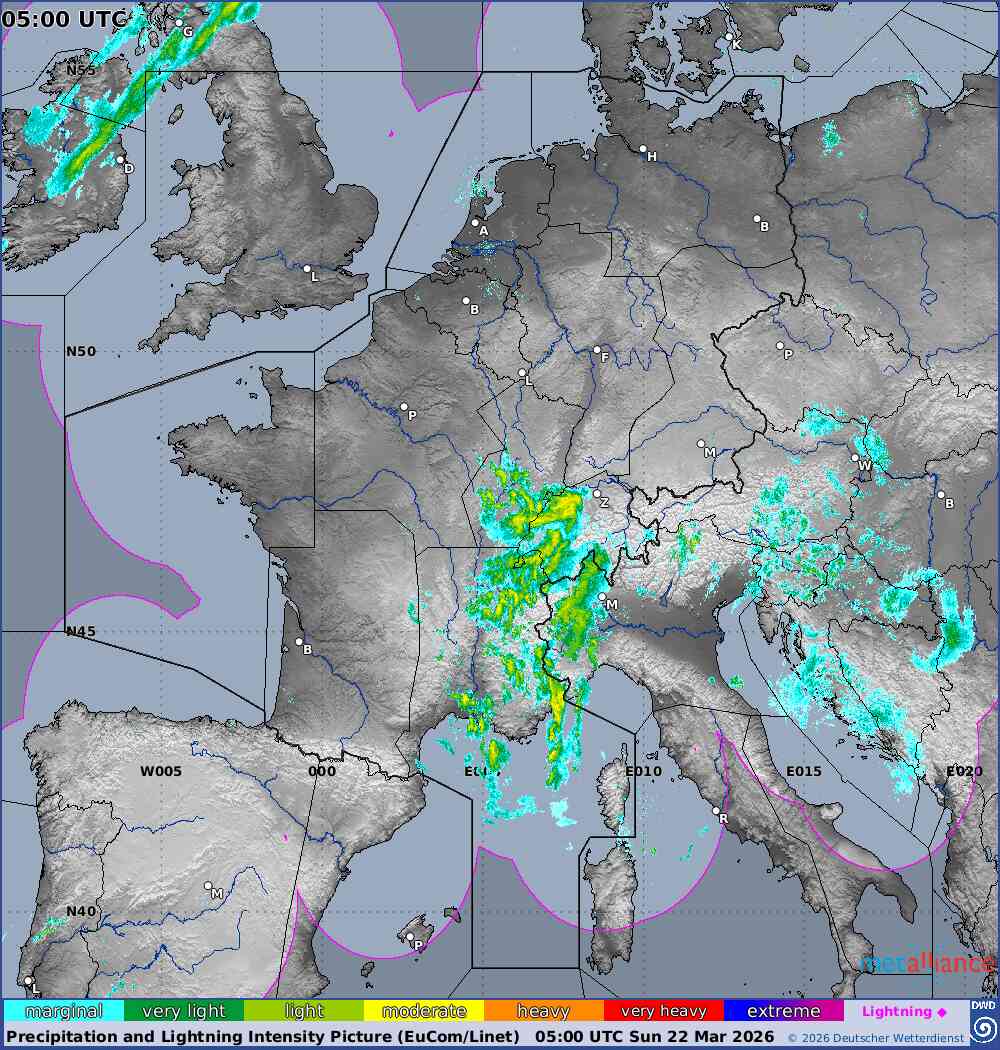 05:00 UTC
G
K
N55
D
H
A
B
L
B
N50
F
P
L
P
M
W
Z
B
M
N45
B
W005
000
E0
E010
E015
E020
R
M
N40
P
L
metalliance
marginal very light light moderate heavy very heavy extreme Lightning ◆
DWD
Precipitation and Lightning Intensity Picture (EuCom/Linet) 05:00 UTC Sun 22 Mar 2026 © 2026 Deutscher Wetterdienst